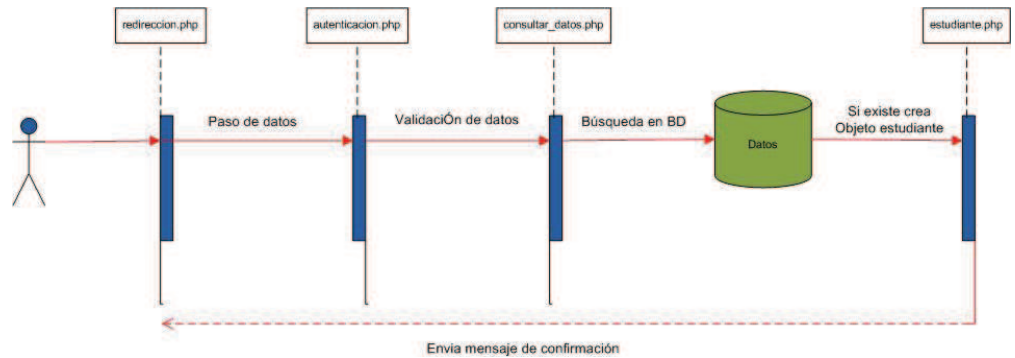 redireccion.php
autenticacion.php
consultar_datos.php
estudiante.php
Paso de datos
ValidaciÓn de datos
Búsqueda en BD
Datos
Si existe crea
Objeto estudiante
Envia mensaje de confirmación